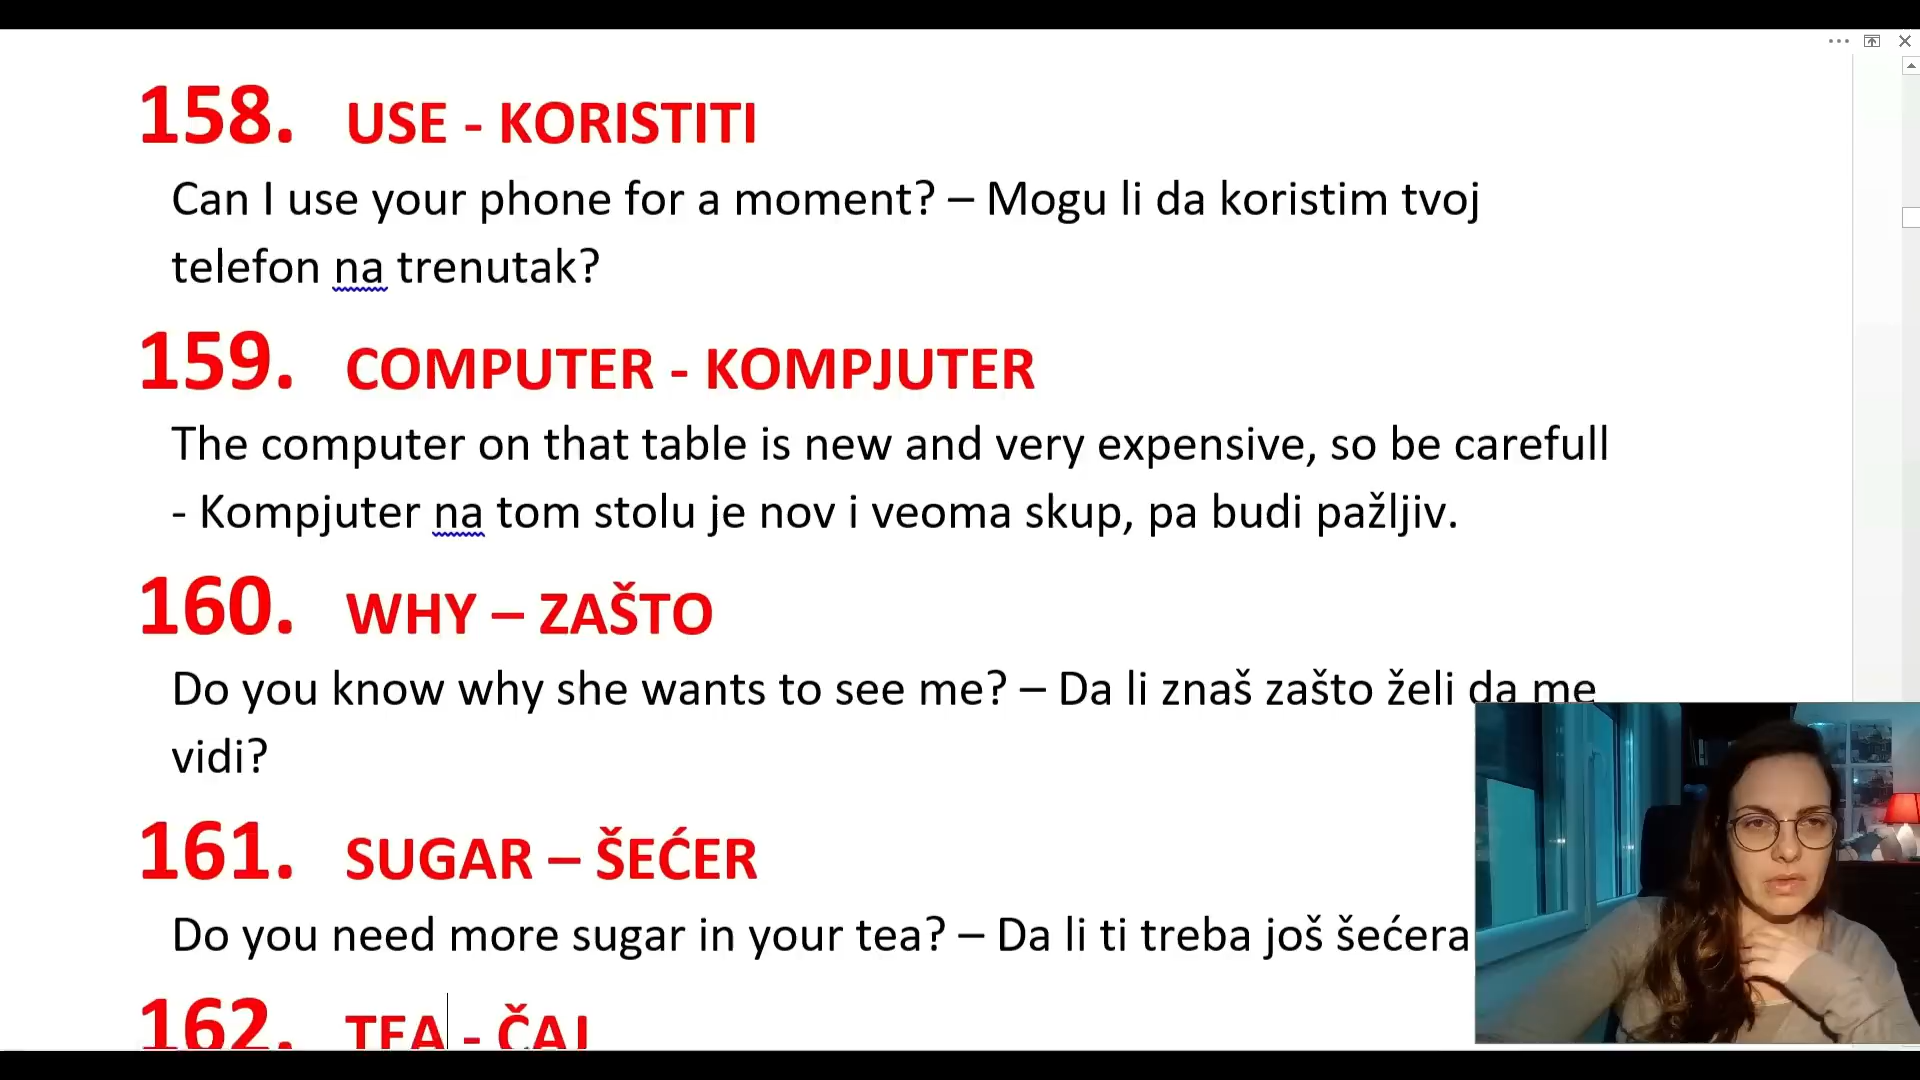 158. USE - KORISTITI
Can I use your phone for a moment? – Mogu li da koristim tvoj
telefon na trenutak?
159. COMPUTER - KOMPJUTER
The computer on that table is new and very expensive, so be carefull
- Kompjuter na tom stolu je nov i veoma skup, pa budi pažljiv.
160. WHY – ZAŠTO
Do you know why she wants to see me? – Da li znaš zašto želi da me
vidi?
161. SUGAR – ŠEĆER
Do you need more sugar in your tea? – Da li ti treba još šećera
162. TEA - ČAJ